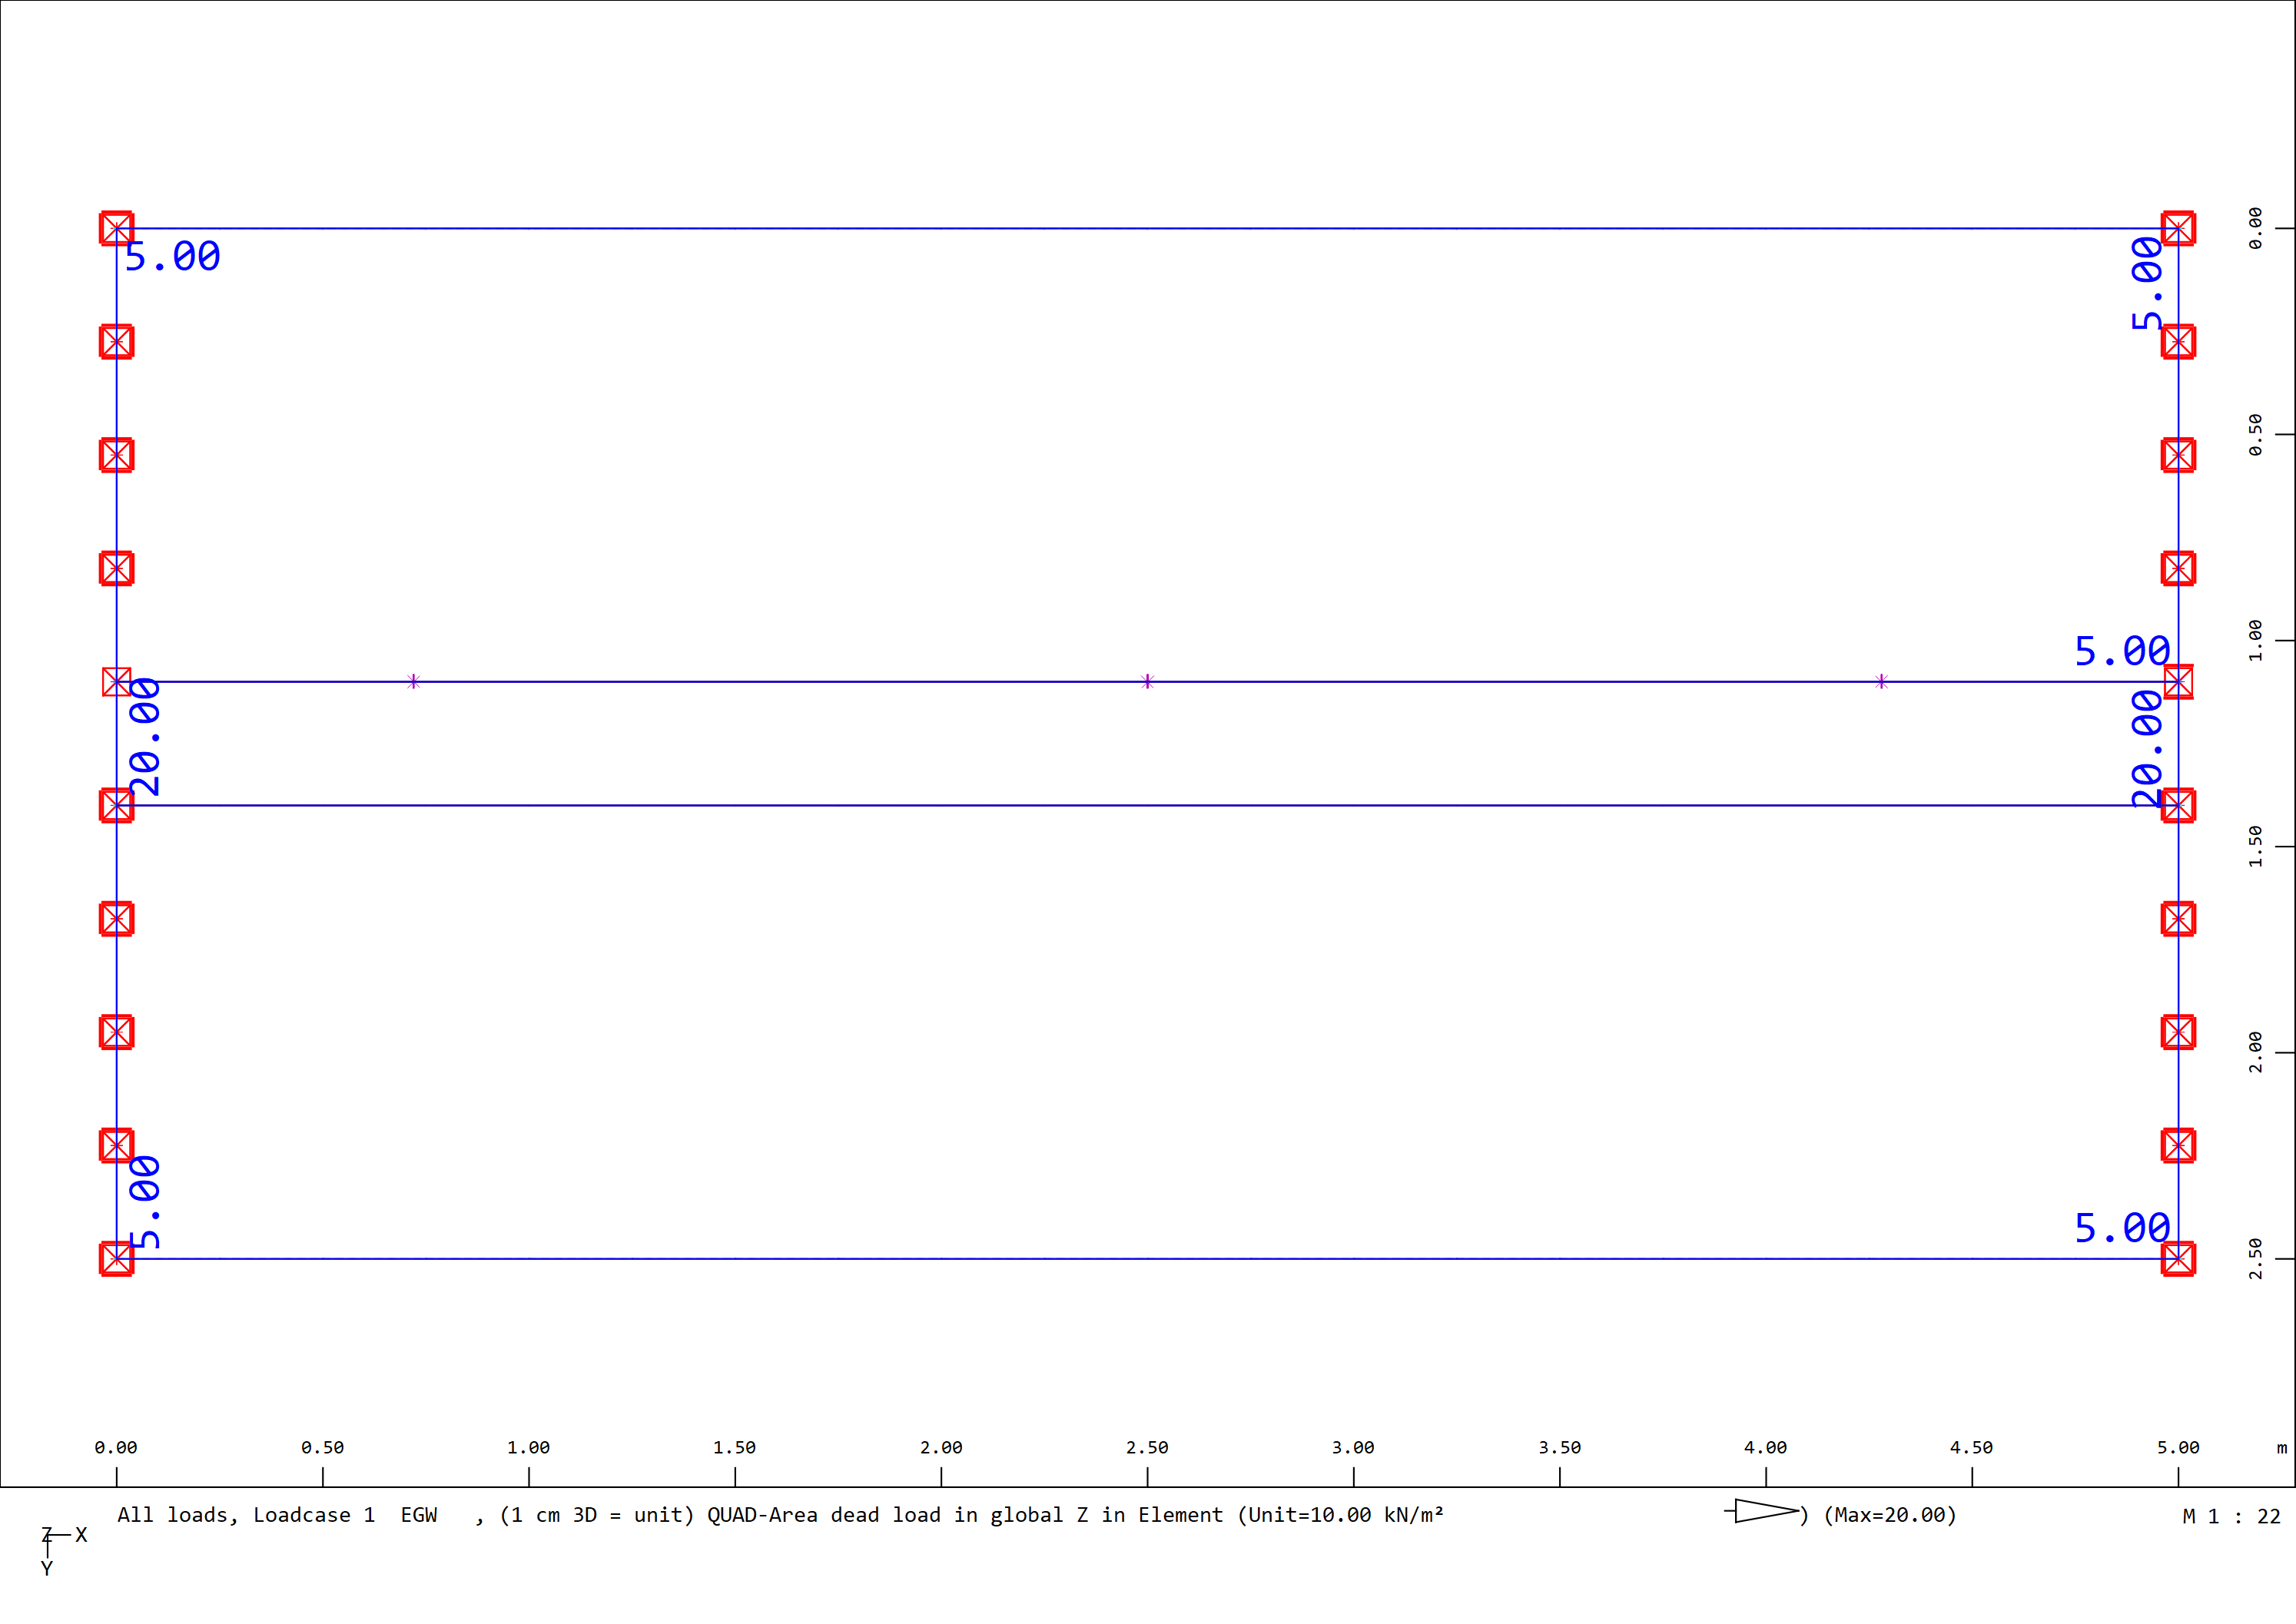 5.00
5.00
0.00
0.50
5.00
1.00
20.00
20.00
1.50
2.00
5.00
5.00
2.50
0.00 0.50 1.00 1.50 2.00 2.50 3.00 3.50 4.00 4.50 5.00 m
All loads, Loadcase 1 EGW , (1 cm 3D = unit) QUAD-Area dead load in global Z in Element (Unit=10.00 kN/m² ) (Max=20.00)
M 1 : 22
Z X
Y